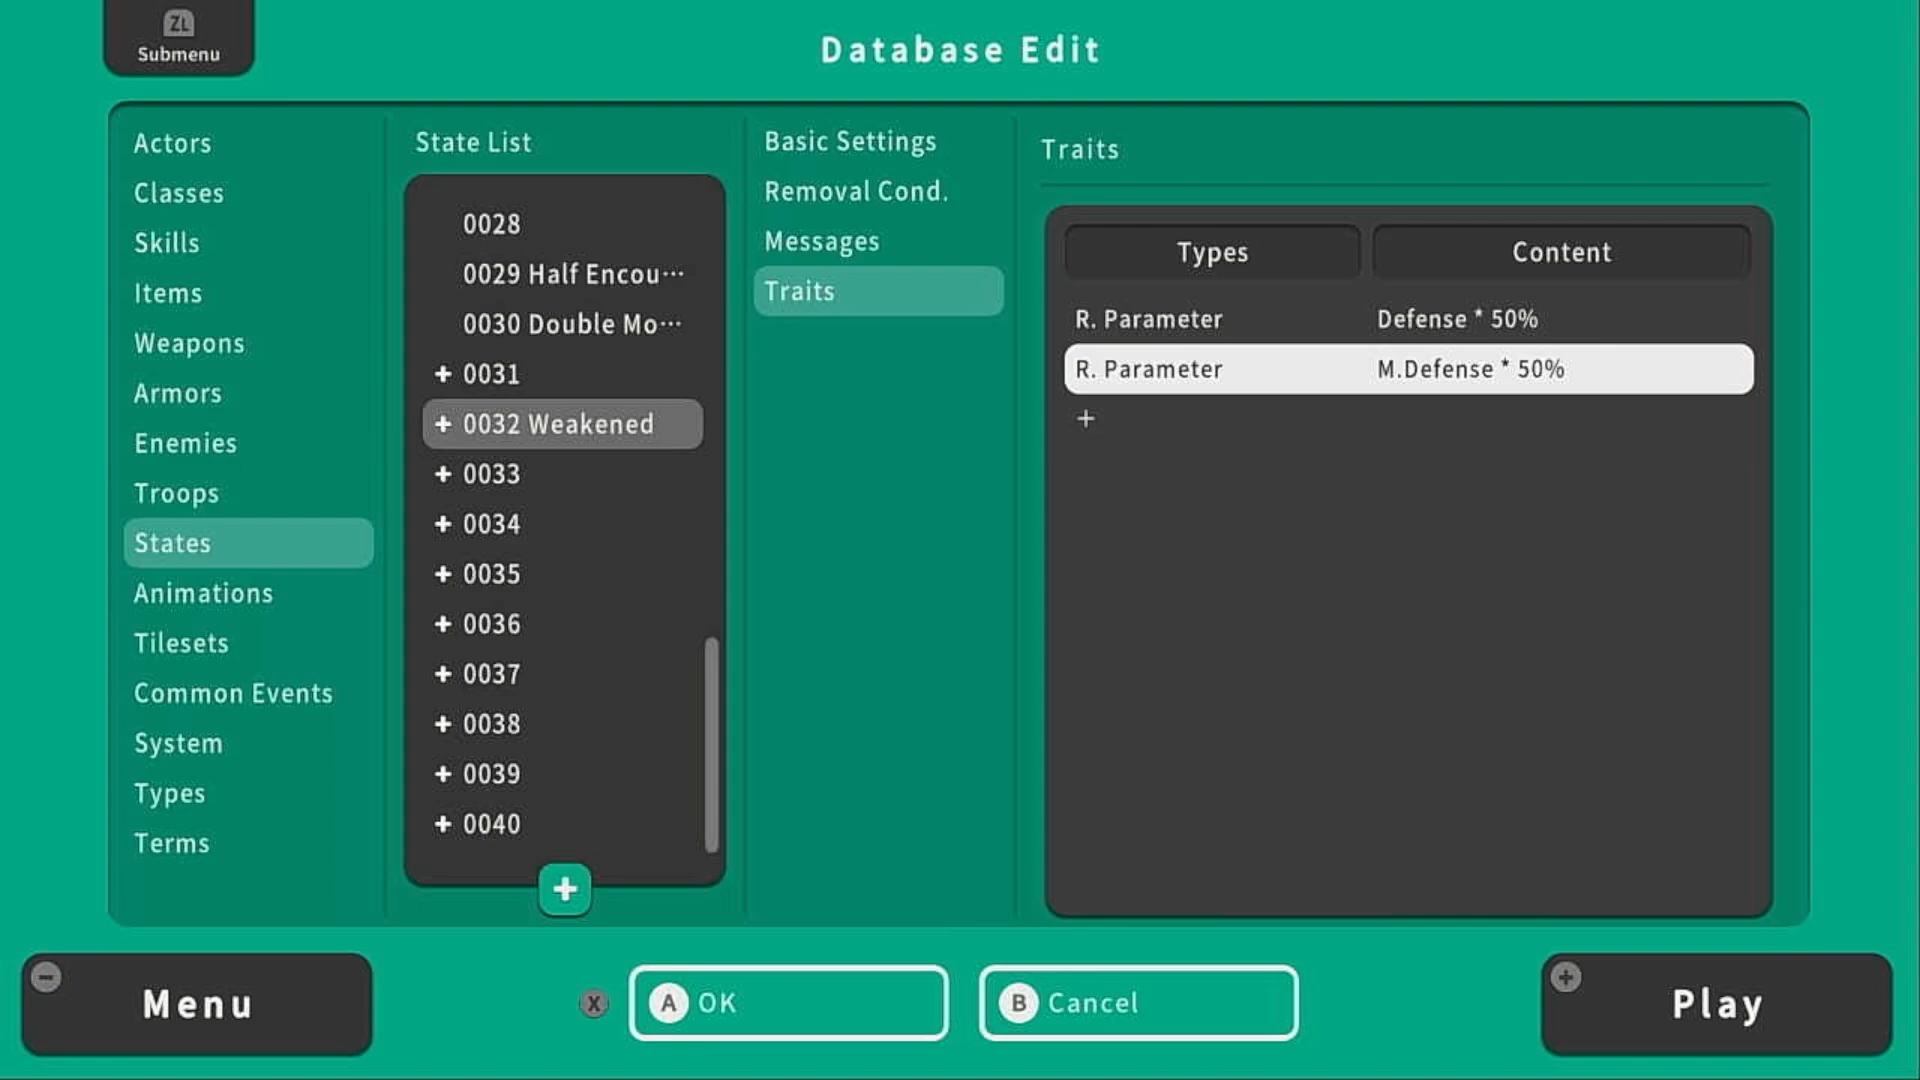 ZL
Submenu
Database Edit
Actors
Classes
Skills
Items
Weapons
Armors
Enemies
Troops
States
Animations
Tilesets
Common Events
System
Types
Terms
State List
0028
0029 Half Encou···
0030 Double Mo···
+ 0031
+ 0032 Weakened
+ 0033
+ 0034
+ 0035
+ 0036
+ 0037
+ 0038
+ 0039
+ 0040
+
Basic Settings
Removal Cond.
Messages
Traits
Traits
Types Content
R. Parameter Defense * 50%
R. Parameter M.Defense * 50%
+
- Menu
X
A OK
B Cancel
+ Play